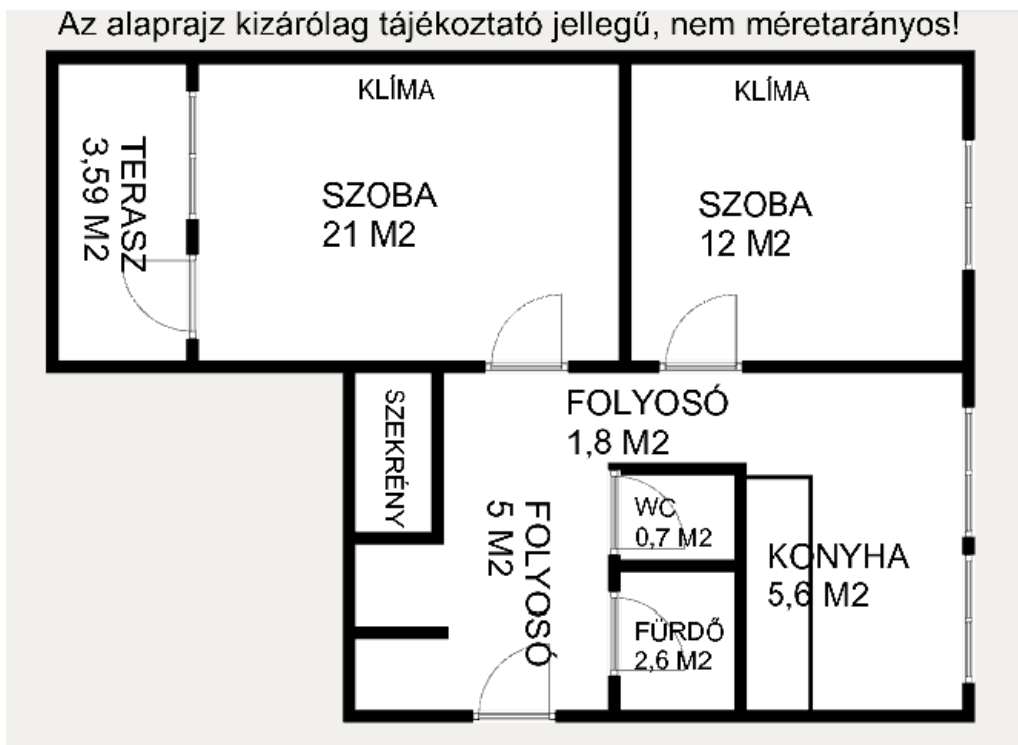 Az alaprajz kizárólag tájékoztató jellegű, nem méretarányos!
KLÍMA
KLÍMA
TERASZ
3,59 M2
SZOBA
21 M2
SZOBA
12 M2
SZEKRÉNY
FOLYOSÓ
1,8 M2
FOLYOSÓ
5 M2
WC
0,7 M2
KONYHA
5,6 M2
FÜRDŐ
2,6 M2